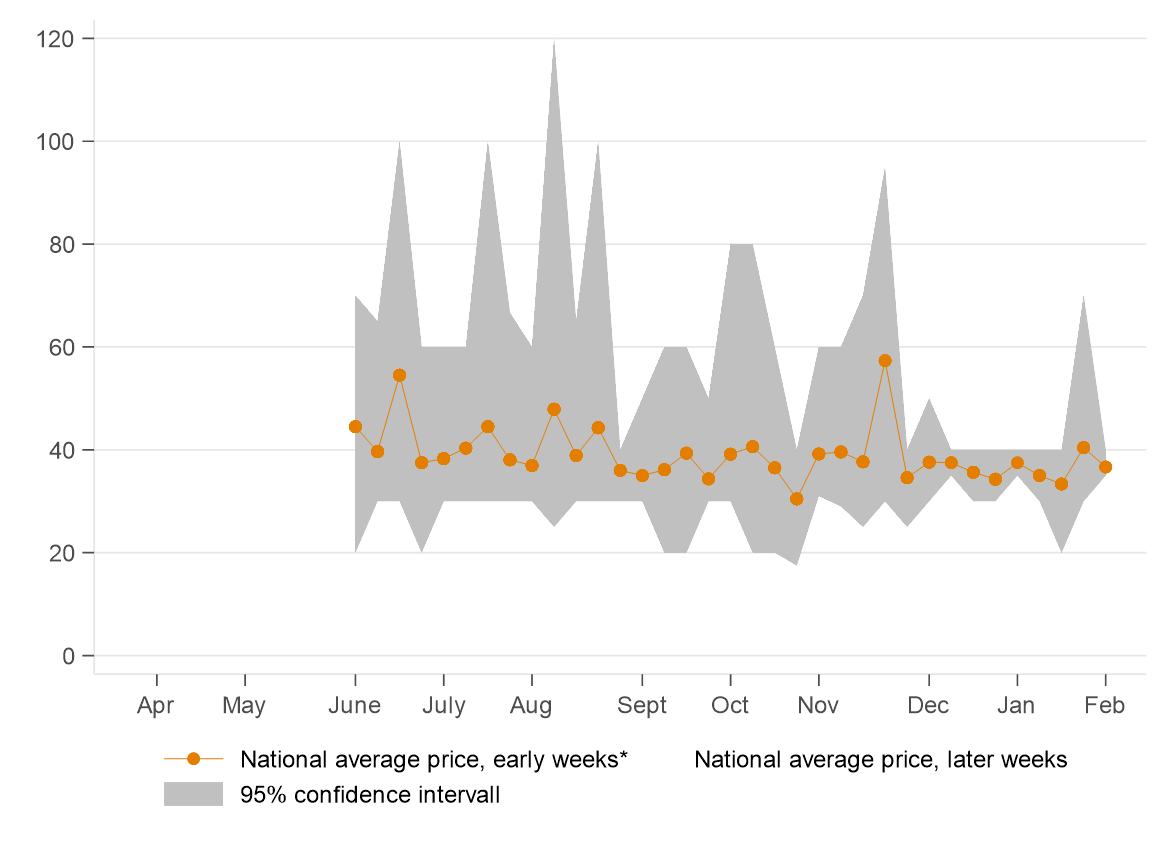 120
100
80
60
40
20
0
Apr May June July Aug Sept Oct Nov Dec Jan Feb
National average price, early weeks* National average price, later weeks
95% confidence intervall